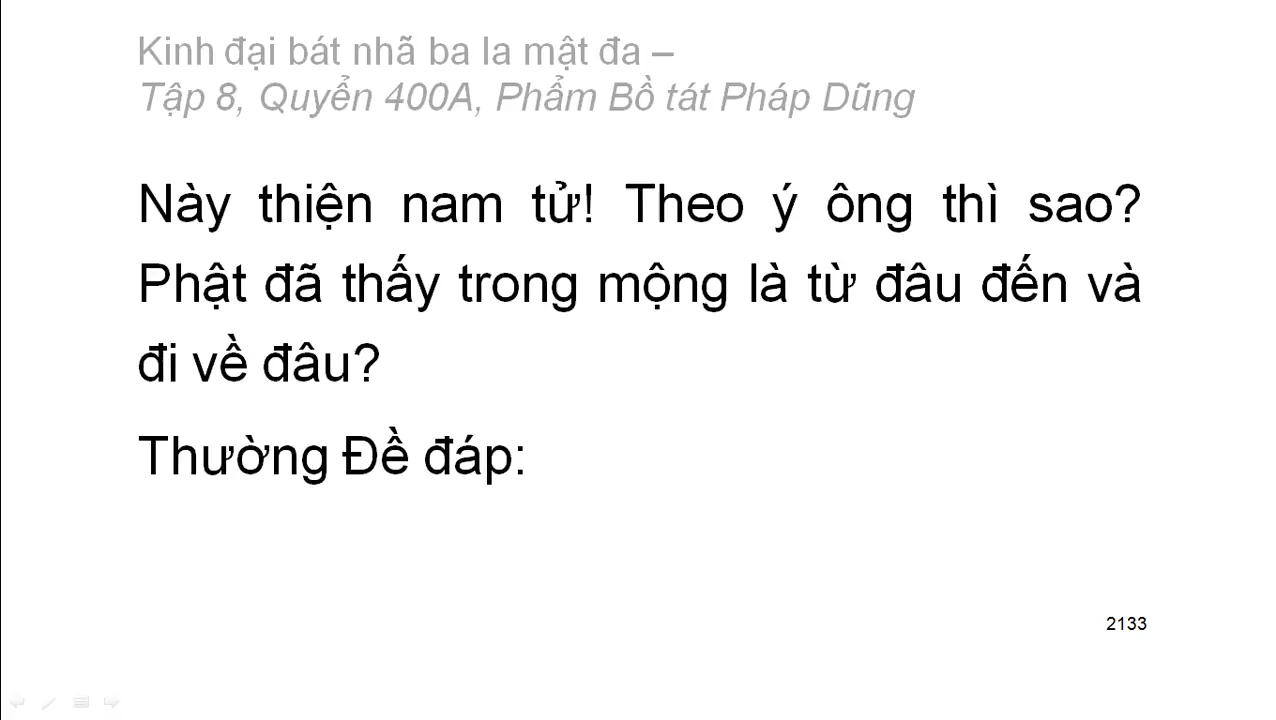 Kinh đại bát nhã ba la mật đa –
Tập 8, Quyển 400A, Phẩm Bồ tát Pháp Dũng
Này thiện nam tử! Theo ý ông thì sao?
Phật đã thấy trong mộng là từ đâu đến và
đi về đâu?
Thường Đề đáp:
2133